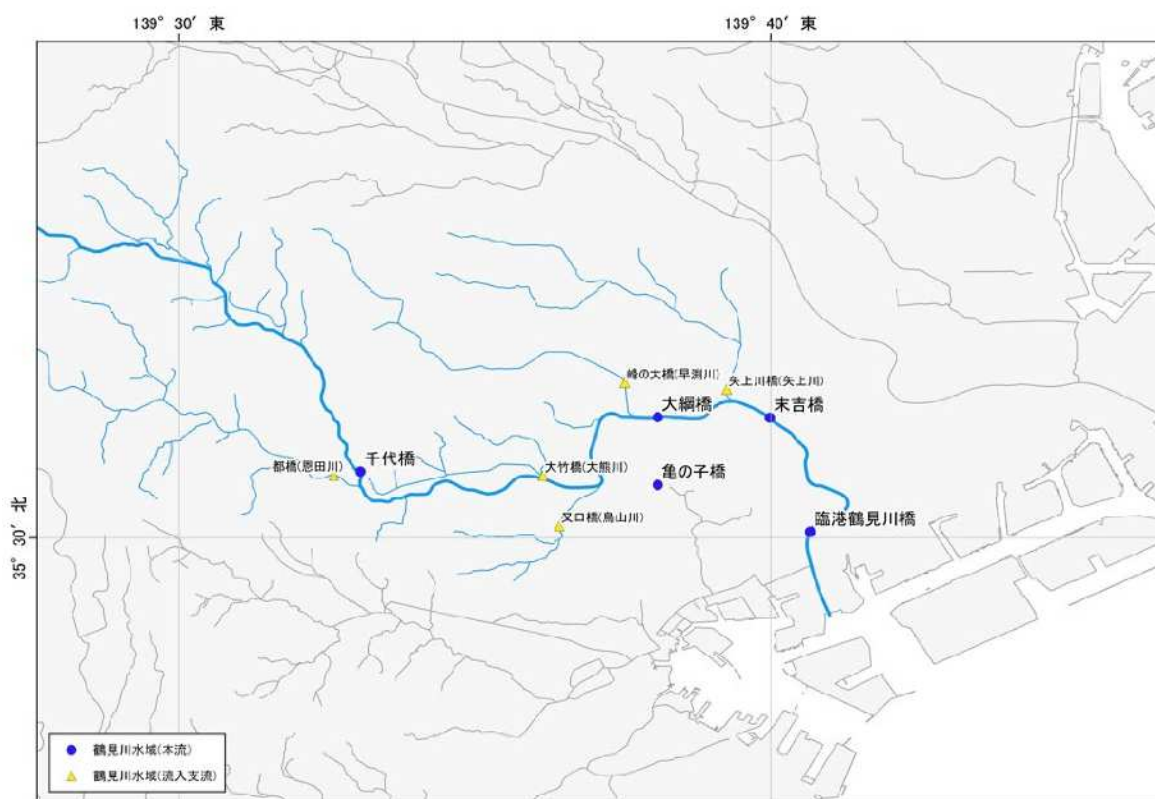 139° 30′ 東
139° 40′ 東
峰の大橋(早渕川)
矢上川橋(矢上川)
大綱橋
末吉橋
千代橋
都橋(恩田川)
大竹橋(大熊川)
亀の子橋
又口橋(鳥山川)
臨港鶴見川橋
35° 30′ 北
鶴見川水域(本流)
鶴見川水域(流入支流)